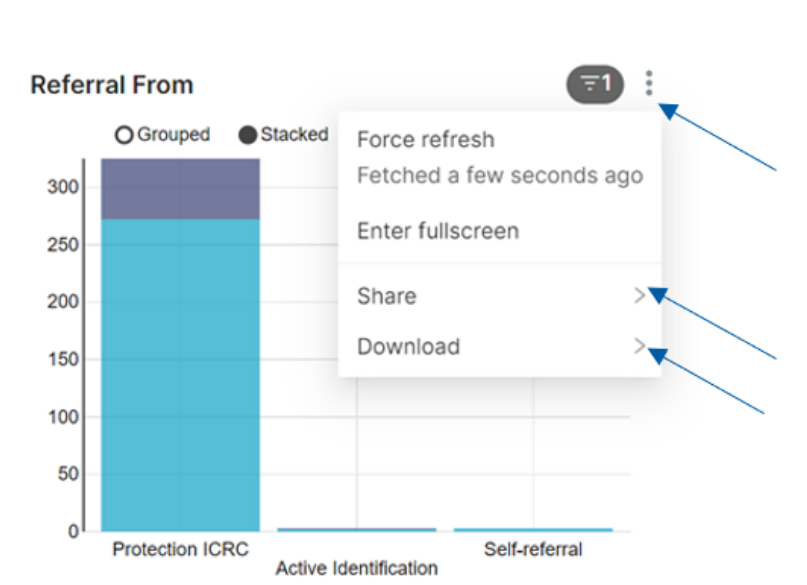 Referral From
1
Grouped Stacked
Force refresh
Fetched a few seconds ago
Enter fullscreen
Share
Download
300
250
200
150
100
50
0
Protection ICRC
Active Identification
Self-referral